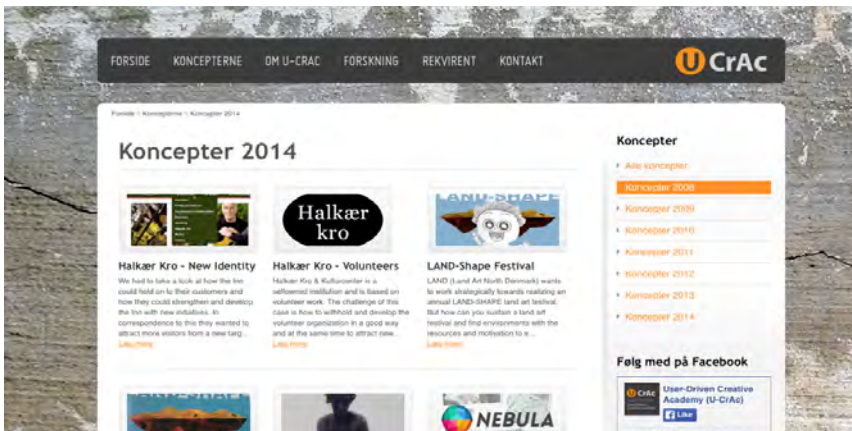 FORSIDE KONCEPTERNE OM U-CRAC FORSKNING REKVIRENT KONTAKT
U CrAc
Forside > Koncepterne > Koncepter 2014
Koncepter 2014
Halkær
kro
LAND-SHAPE
Halkær Kro - New Identity
We had to take a look at how the Inn
could hold on to their customers and
how they could strengthen and develop,
the Inn with new initiatives. In
correspondence to this they wanted to
attract more visitors from a new targ...
Læs mere
Halkær Kro - Volunteers
Halkær Kro & Kulturcenter is a
selfowned institution and is based on
volunteer work. The challenge of this
case is how to withhold and develop the
volunteer organization in a good way
and at the same time to attract new...
Læs mere
LAND-Shape Festival
LAND (Land Art North Denmark) wants
to work strategically towards realizing an
annual LAND-SHAPE land art festival.
But how can you sustain a land art
festival and find environments with the
resources and motivation to e...
Læs mere
NEBULA
Koncepter
Alle koncepter
Koncepter 2008
Koncepter 2009
Koncepter 2010
Koncepter 2011
Koncepter 2012
Koncepter 2013
Koncepter 2014
Følg med på Facebook
U CrAc
User-Driven Creative
Academy (U-CrAc)
Like